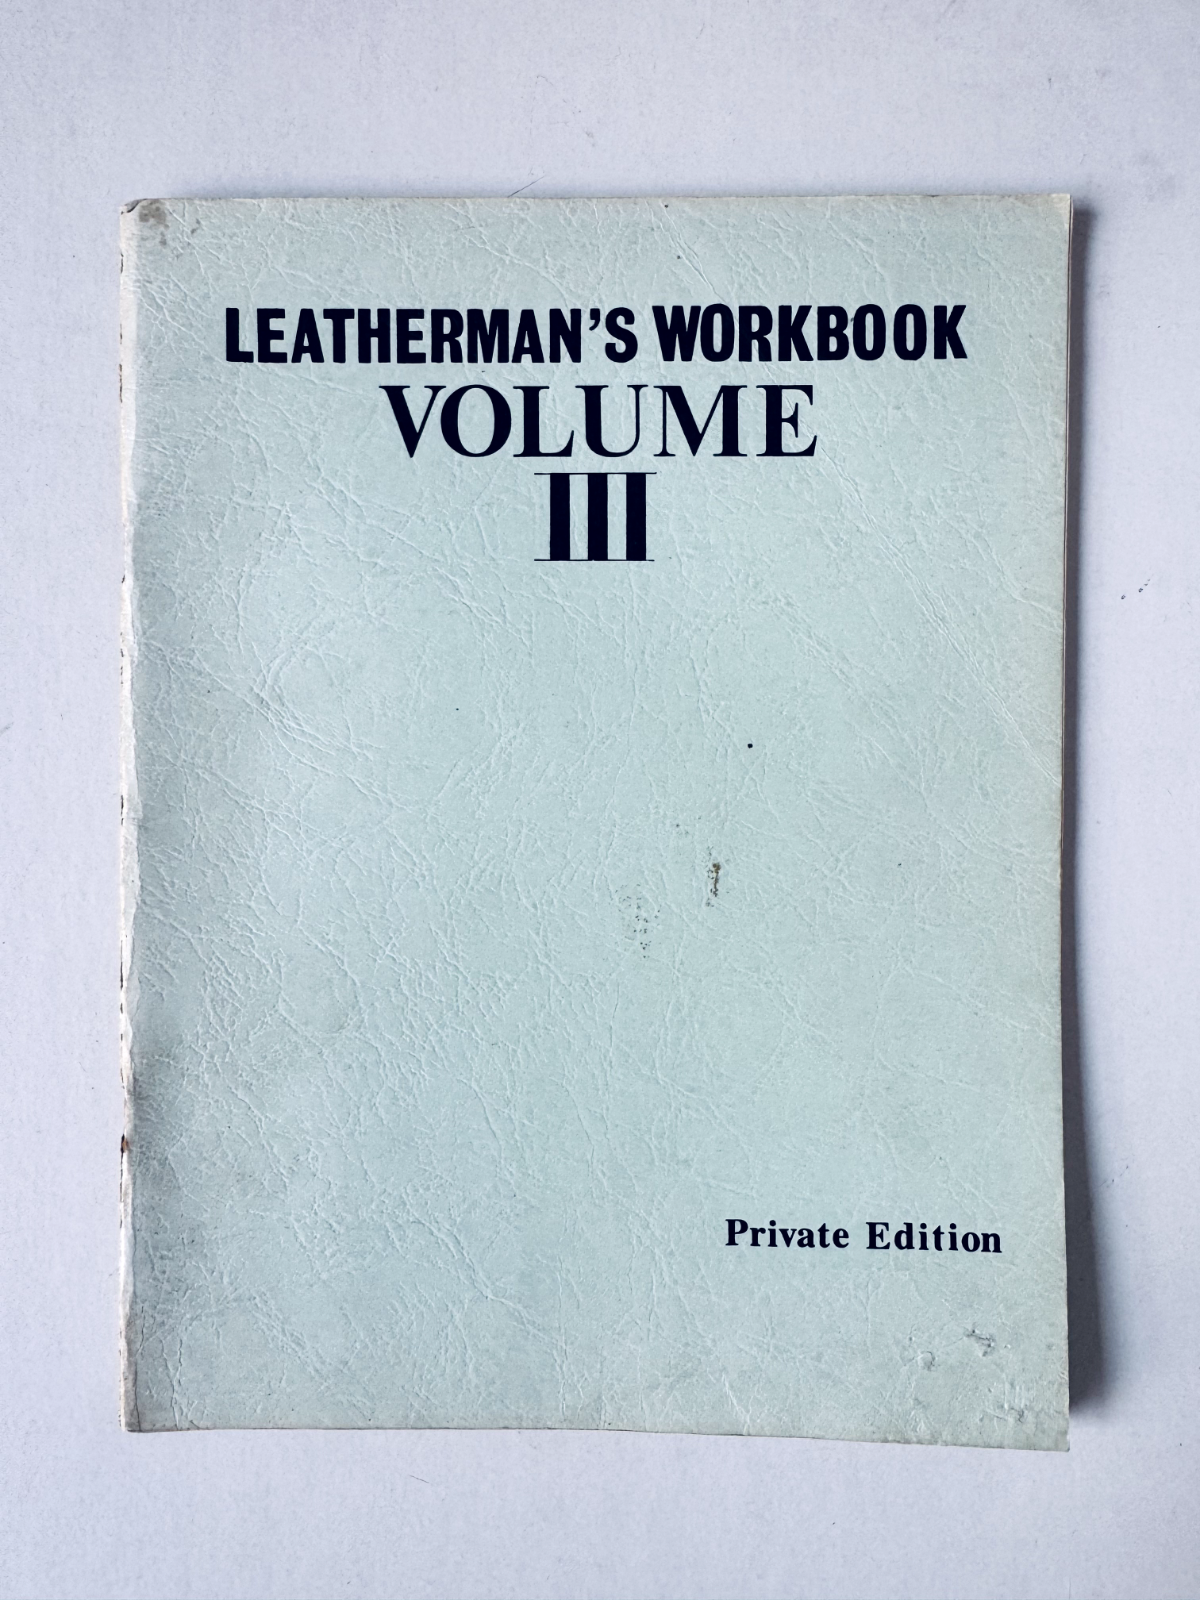 LEATHERMAN’S WORKBOOK
VOLUME
III
Private Edition